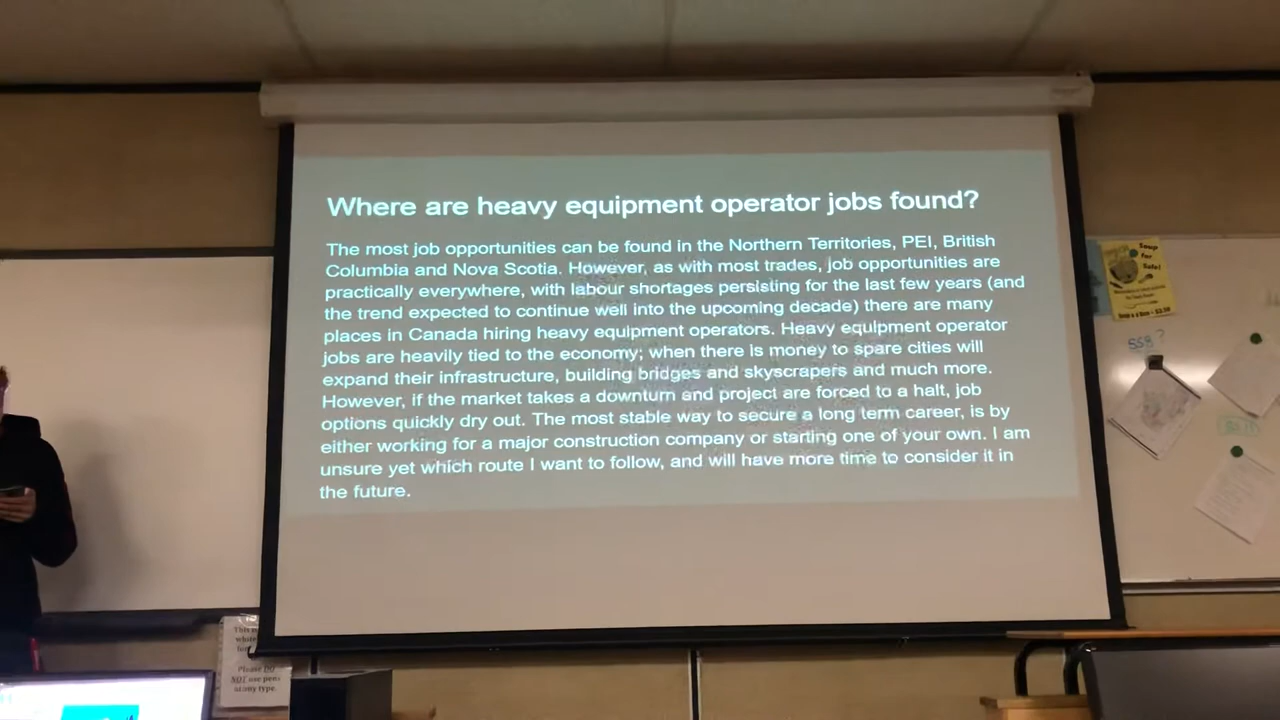 Where are heavy equipment operator jobs found?
The most job opportunities can be found in the Northern Territories, PEI, British
Columbia and Nova Scotia. However, as with most trades, job opportunities are
practically everywhere, with labour shortages persisting for the last few years (and
the trend expected to continue well into the upcoming decade) there are many
places in Canada hiring heavy equipment operators. Heavy equipment operator
jobs are heavily tied to the economy; when there is money to spare cities will
expand their infrastructure, building bridges and skyscrapers and much more.
However, if the market takes a downturn and project are forced to a halt, job
options quickly dry out. The most stable way to secure a long term career, is by
either working for a major construction company or starting one of your own. I am
unsure yet which route I want to follow, and will have more time to consider it in
the future.
Soup
for
Sale!
SS8?
This is
Please DO
NOT use pens